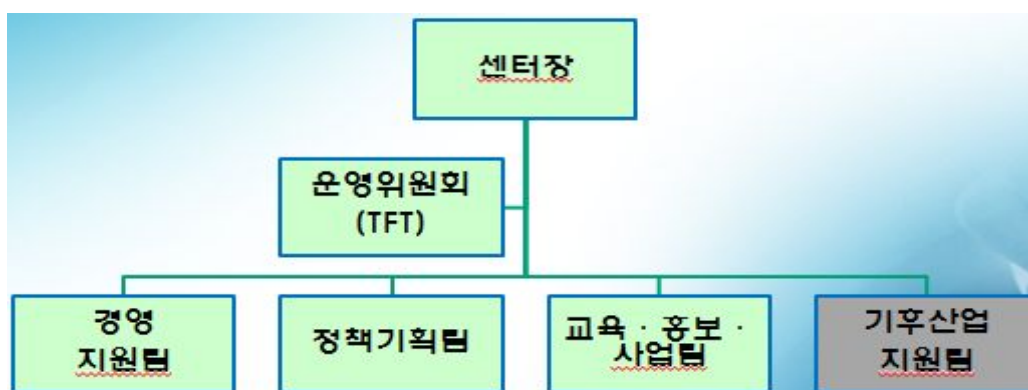 센터장
운영위원회
(TFT)
경영
지원팀
정책기획팀
교육 · 홍보 ·
사업팀
기후산업
지원팀